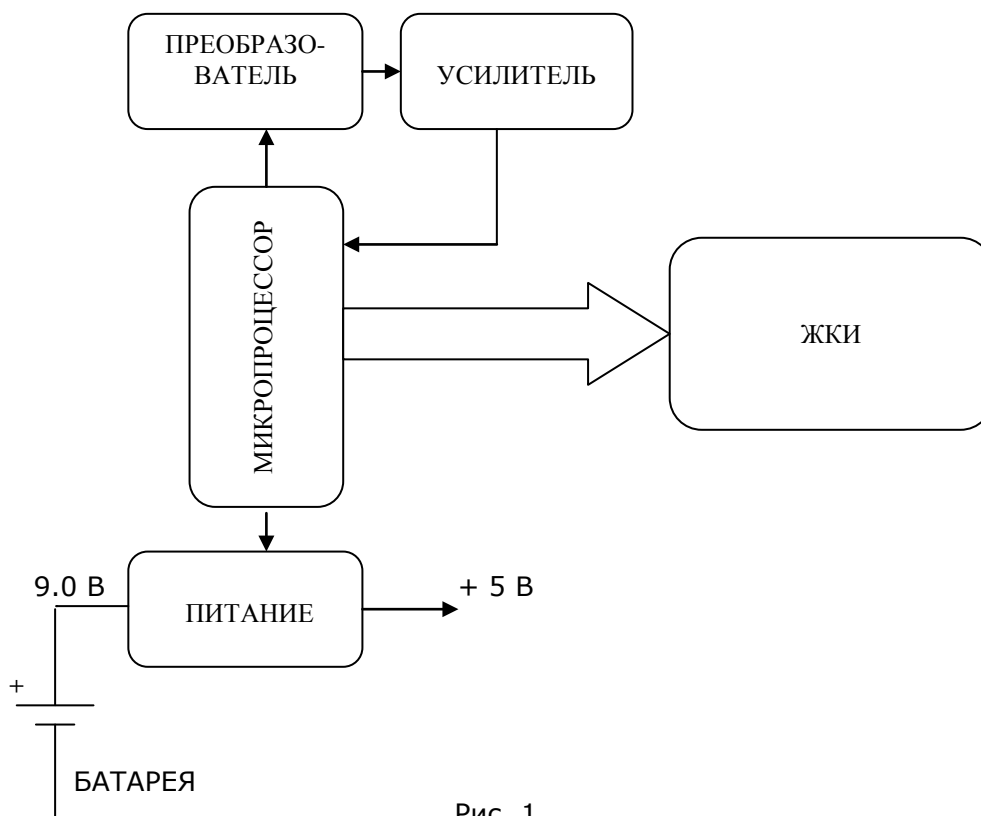 ПРЕОБРАЗО-
ВАТЕЛЬ
УСИЛИТЕЛЬ
МИКРОПРОЦЕССОР
ЖКИ
9.0 В
ПИТАНИЕ
+ 5 В
+
БАТАРЕЯ
Рис. 1